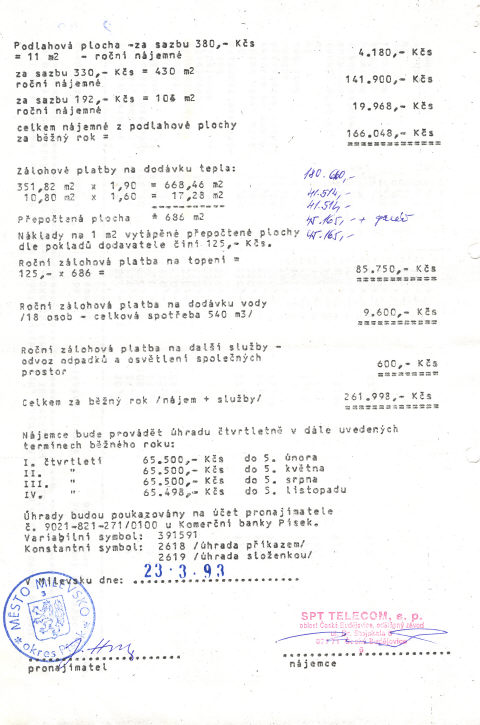 Podlahová plocha -za sazbu 380,- Kčs
= 11 m2 - roční nájemné 4.180,- Kčs
za sazbu 330,- Kčs = 430 m2
roční nájemné 141.900,- Kčs
za sazbu 192,- Kčs = 104 m2
roční nájemné 19.968,- Kčs
celkem nájemné z podlahové plochy
za běžný rok = 166.048,- Kčs
Zálohové platby na dodávku tepla:
351,82 m2 x 1,90 = 668,46 m2
10,80 m2 x 1,60 = 17,28 m2
41.514,-
41.514,-
Přepočtená plocha * 686 m2
45.165,- +
Náklady na 1 m2 vytápěné přepočtené plochy
45.165,-
dle pokladů dodavatele činí 125,- Kčs.
Roční zálohová platba na topení =
125,- x 686 = 85.750,- Kčs
Roční zálohová platba na dodávku vody
/18 osob - celková spotřeba 540 m3/ 9.600,- Kčs
Roční zálohová platba na další služby -
odvoz odpadků a osvětlení společných
prostor 600,- Kčs
Celkem za běžný rok /nájem + služby/ 261.998,- Kčs
Nájemce bude provádět úhradu čtvrtletně v dále uvedených
termínech běžného roku:
I. čtvrtletí 65.500,- Kčs do 5. února
II. " 65.500,- Kčs do 5. května
III. " 65.500,- Kčs do 5. srpna
IV. " 65.498,- Kčs do 5. listopadu
Úhrady budou poukazovány na účet pronajímatele
č. 9021-821-271/0100 u Komerční banky Písek.
Variabilní symbol: 391591
Konstantní symbol: 2618 /úhrada příkazem/
2619 /úhrada složenkou/
V Milevsku dne: 23.3.93
MĚSTO MILEVSKO
okres Písek
SPT TELECOM, s. p.
oblast České Budějovice, odštěpný závod
pronajímatel nájemce